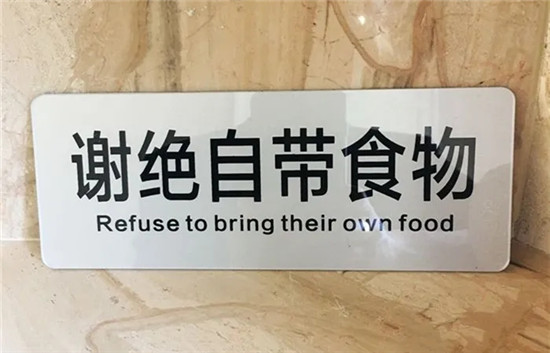 谢绝自带食物
Refuse to bring their own food